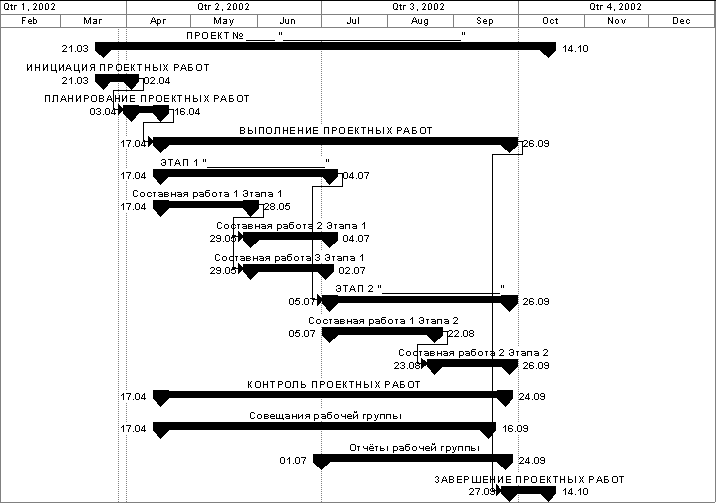 Qtr 1, 2002 Qtr 2, 2002 Qtr 3, 2002 Qtr 4, 2002
Feb Mar Apr May Jun Jul Aug Sep Oct Nov Dec
ПРОЕКТ № _____ "______________________________"
21.03 14.10
ИНИЦИАЦИЯ ПРОЕКТНЫХ РАБОТ
21.03 02.04
ПЛАНИРОВАНИЕ ПРОЕКТНЫХ РАБОТ
03.04 16.04
ВЫПОЛНЕНИЕ ПРОЕКТНЫХ РАБОТ
17.04 26.09
ЭТАП 1 "____________________"
17.04 04.07
Составная работа 1 Этапа 1
17.04 28.05
Составная работа 2 Этапа 1
29.05 04.07
Составная работа 3 Этапа 1
29.05 02.07
ЭТАП 2 "____________________"
05.07 26.09
Составная работа 1 Этапа 2
05.07 22.08
Составная работа 2 Этапа 2
23.08 26.09
КОНТРОЛЬ ПРОЕКТНЫХ РАБОТ
17.04 24.09
Совещания рабочей группы
17.04 16.09
Отчёты рабочей группы
01.07 24.09
ЗАВЕРШЕНИЕ ПРОЕКТНЫХ РАБОТ
27.09 14.10